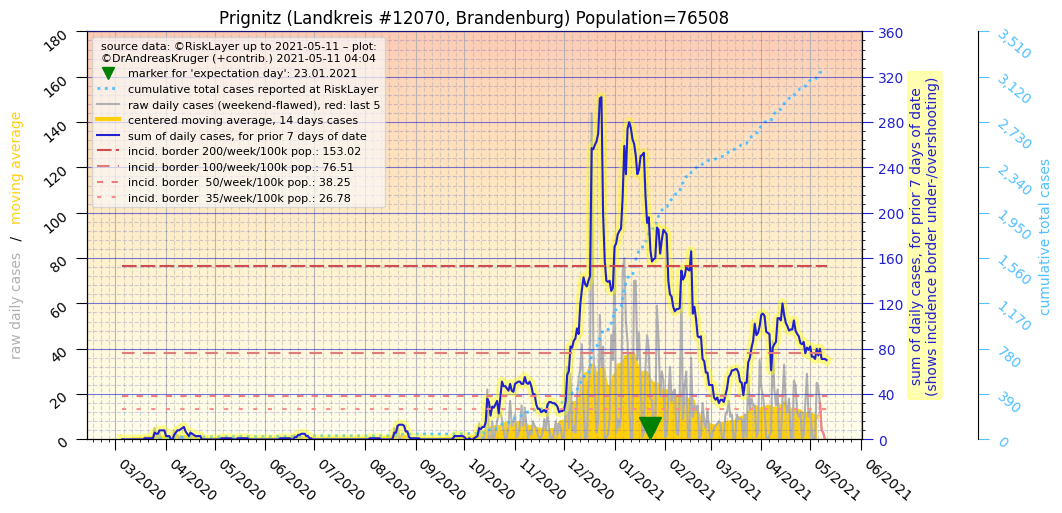 Prignitz (Landkreis #12070, Brandenburg) Population=76508
source data: ©RiskLayer up to 2021-05-11 – plot:
©DrAndreasKruger (+contrib.) 2021-05-11 04:04
marker for 'expectation day': 23.01.2021
cumulative total cases reported at RiskLayer
raw daily cases (weekend-flawed), red: last 5
centered moving average, 14 days cases
sum of daily cases, for prior 7 days of date
incid. border 200/week/100k pop.: 153.02
incid. border 100/week/100k pop.: 76.51
incid. border  50/week/100k pop.: 38.25
incid. border  35/week/100k pop.: 26.78
raw daily cases / moving average
180
160
140
120
100
80
60
40
20
0
03/2020
04/2020
05/2020
06/2020
07/2020
08/2020
09/2020
10/2020
11/2020
12/2020
01/2021
02/2021
03/2021
04/2021
05/2021
06/2021
360
320
280
240
200
160
120
80
40
0
sum of daily cases, for prior 7 days of date
(shows incidence border under-/overshooting)
3,510
3,120
2,730
2,340
1,950
1,560
1,170
780
390
0
cumulative total cases